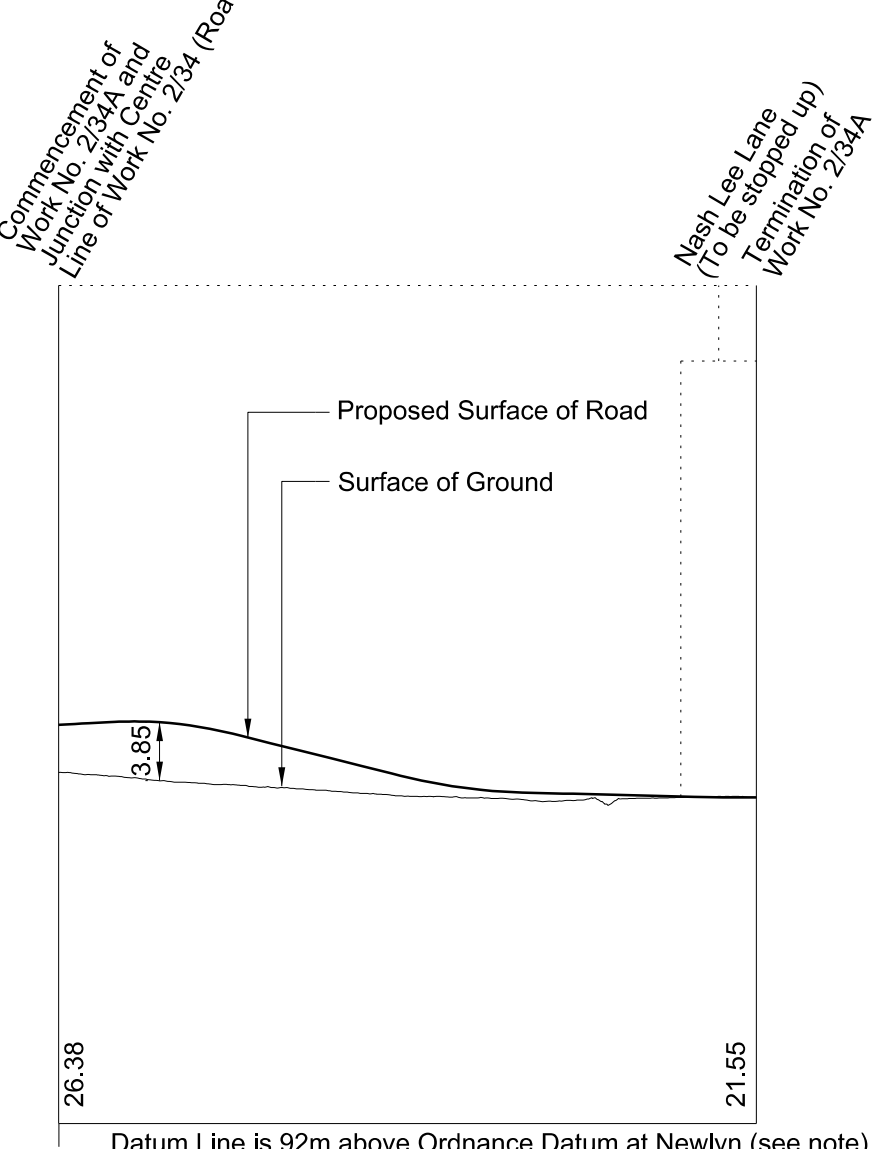 Commencement of
Work No. 2/34A and
Junction with Centre
Line of Work No. 2/34
Nash Lee Lane
(To be stopped up)
Termination of
Work No. 2/34A
Proposed Surface of Road
Surface of Ground
3.85
26.38
21.55
Datum Line is 92m above Ordnance Datum at Newlyn (see note)